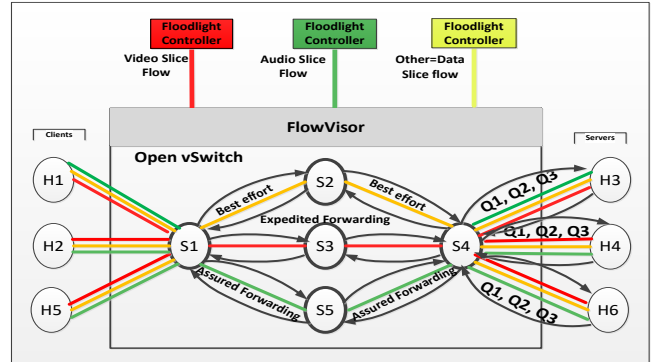 Floodlight
Controller
Floodlight
Controller
Floodlight
Controller
Video Slice
Flow
Audio Slice
Flow
Other=Data
Slice flow
FlowVisor
Clients
Servers
Open vSwitch
H1
S2
H3
Best effort
Best effort
Q1, Q2, Q3
Expedited Forwarding
H2
S1
S3
S4
Q1, Q2, Q3
H4
Assured Forwarding
Assured Forwarding
H5
S5
Q1, Q2, Q3
H6